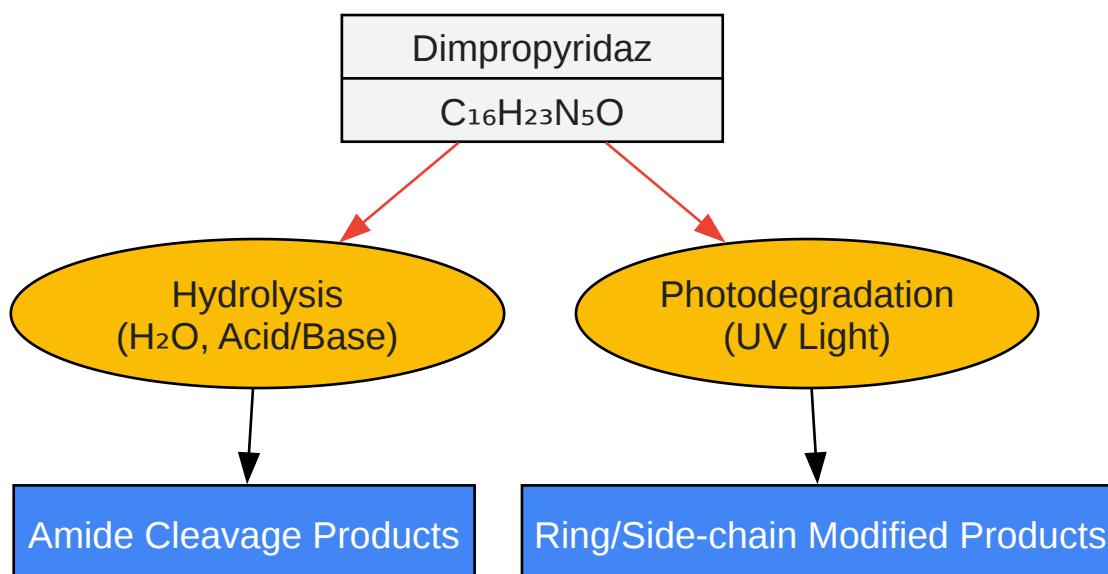 Dimpropyridaz
C₁₆H₂₃N₅O
Hydrolysis
(H₂O, Acid/Base)
Photodegradation
(UV Light)
Amide Cleavage Products
Ring/Side-chain Modified Products